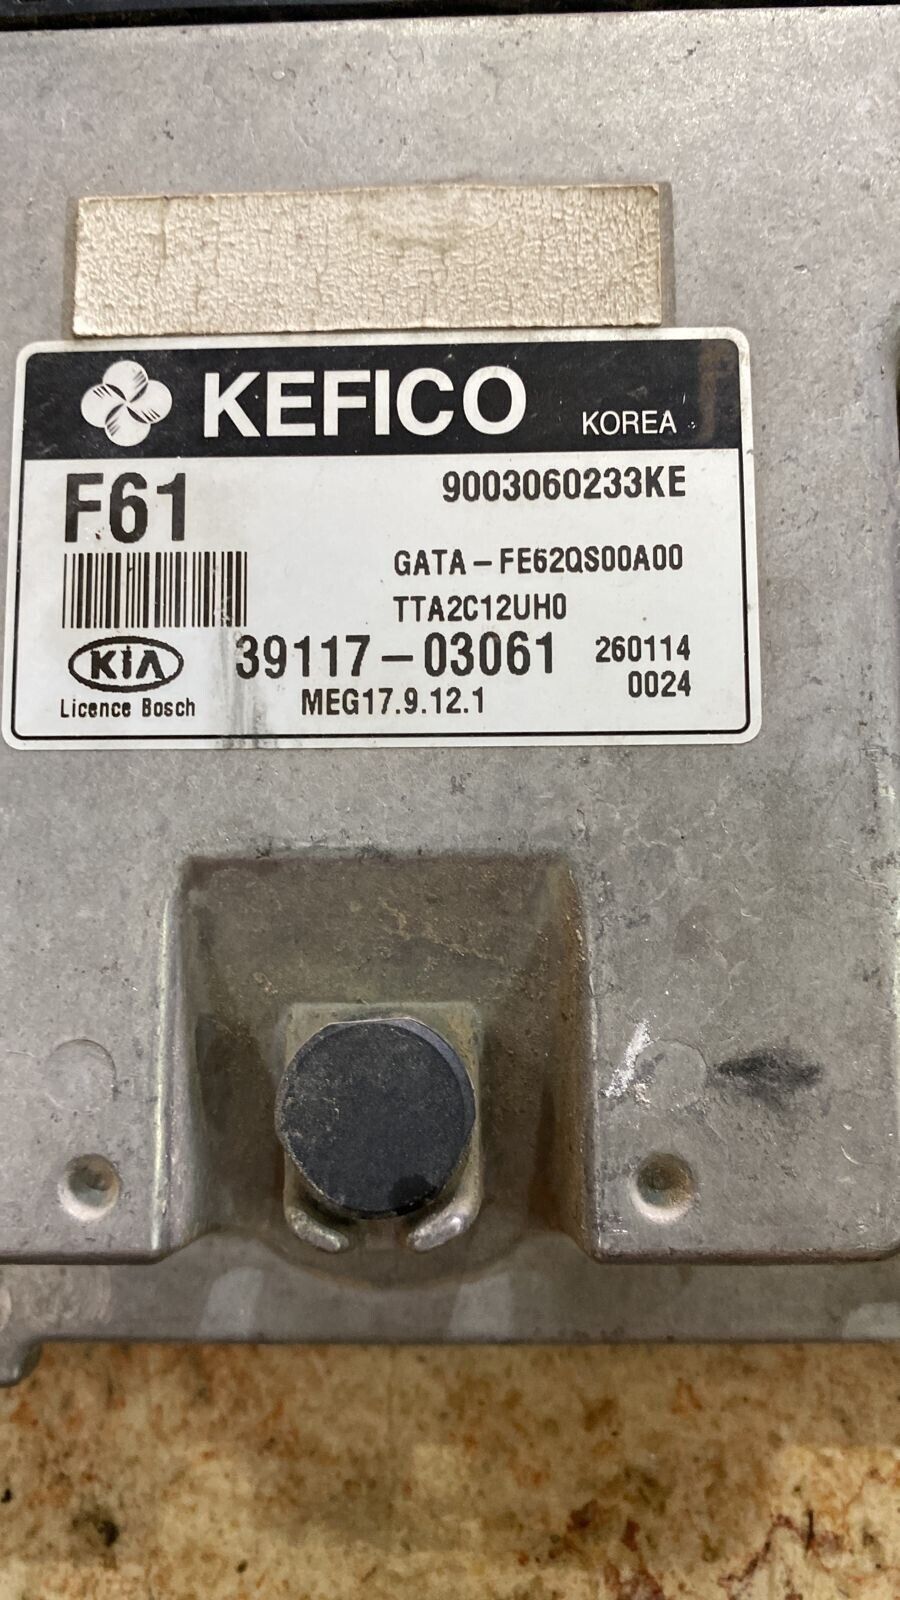 KEFICO KOREA
F61 9003060233KE
GATA-FE62QS00A00
TTA2C12UH0
KIA 39117-03061 260114
Licence Bosch MEG17.9.12.1 0024